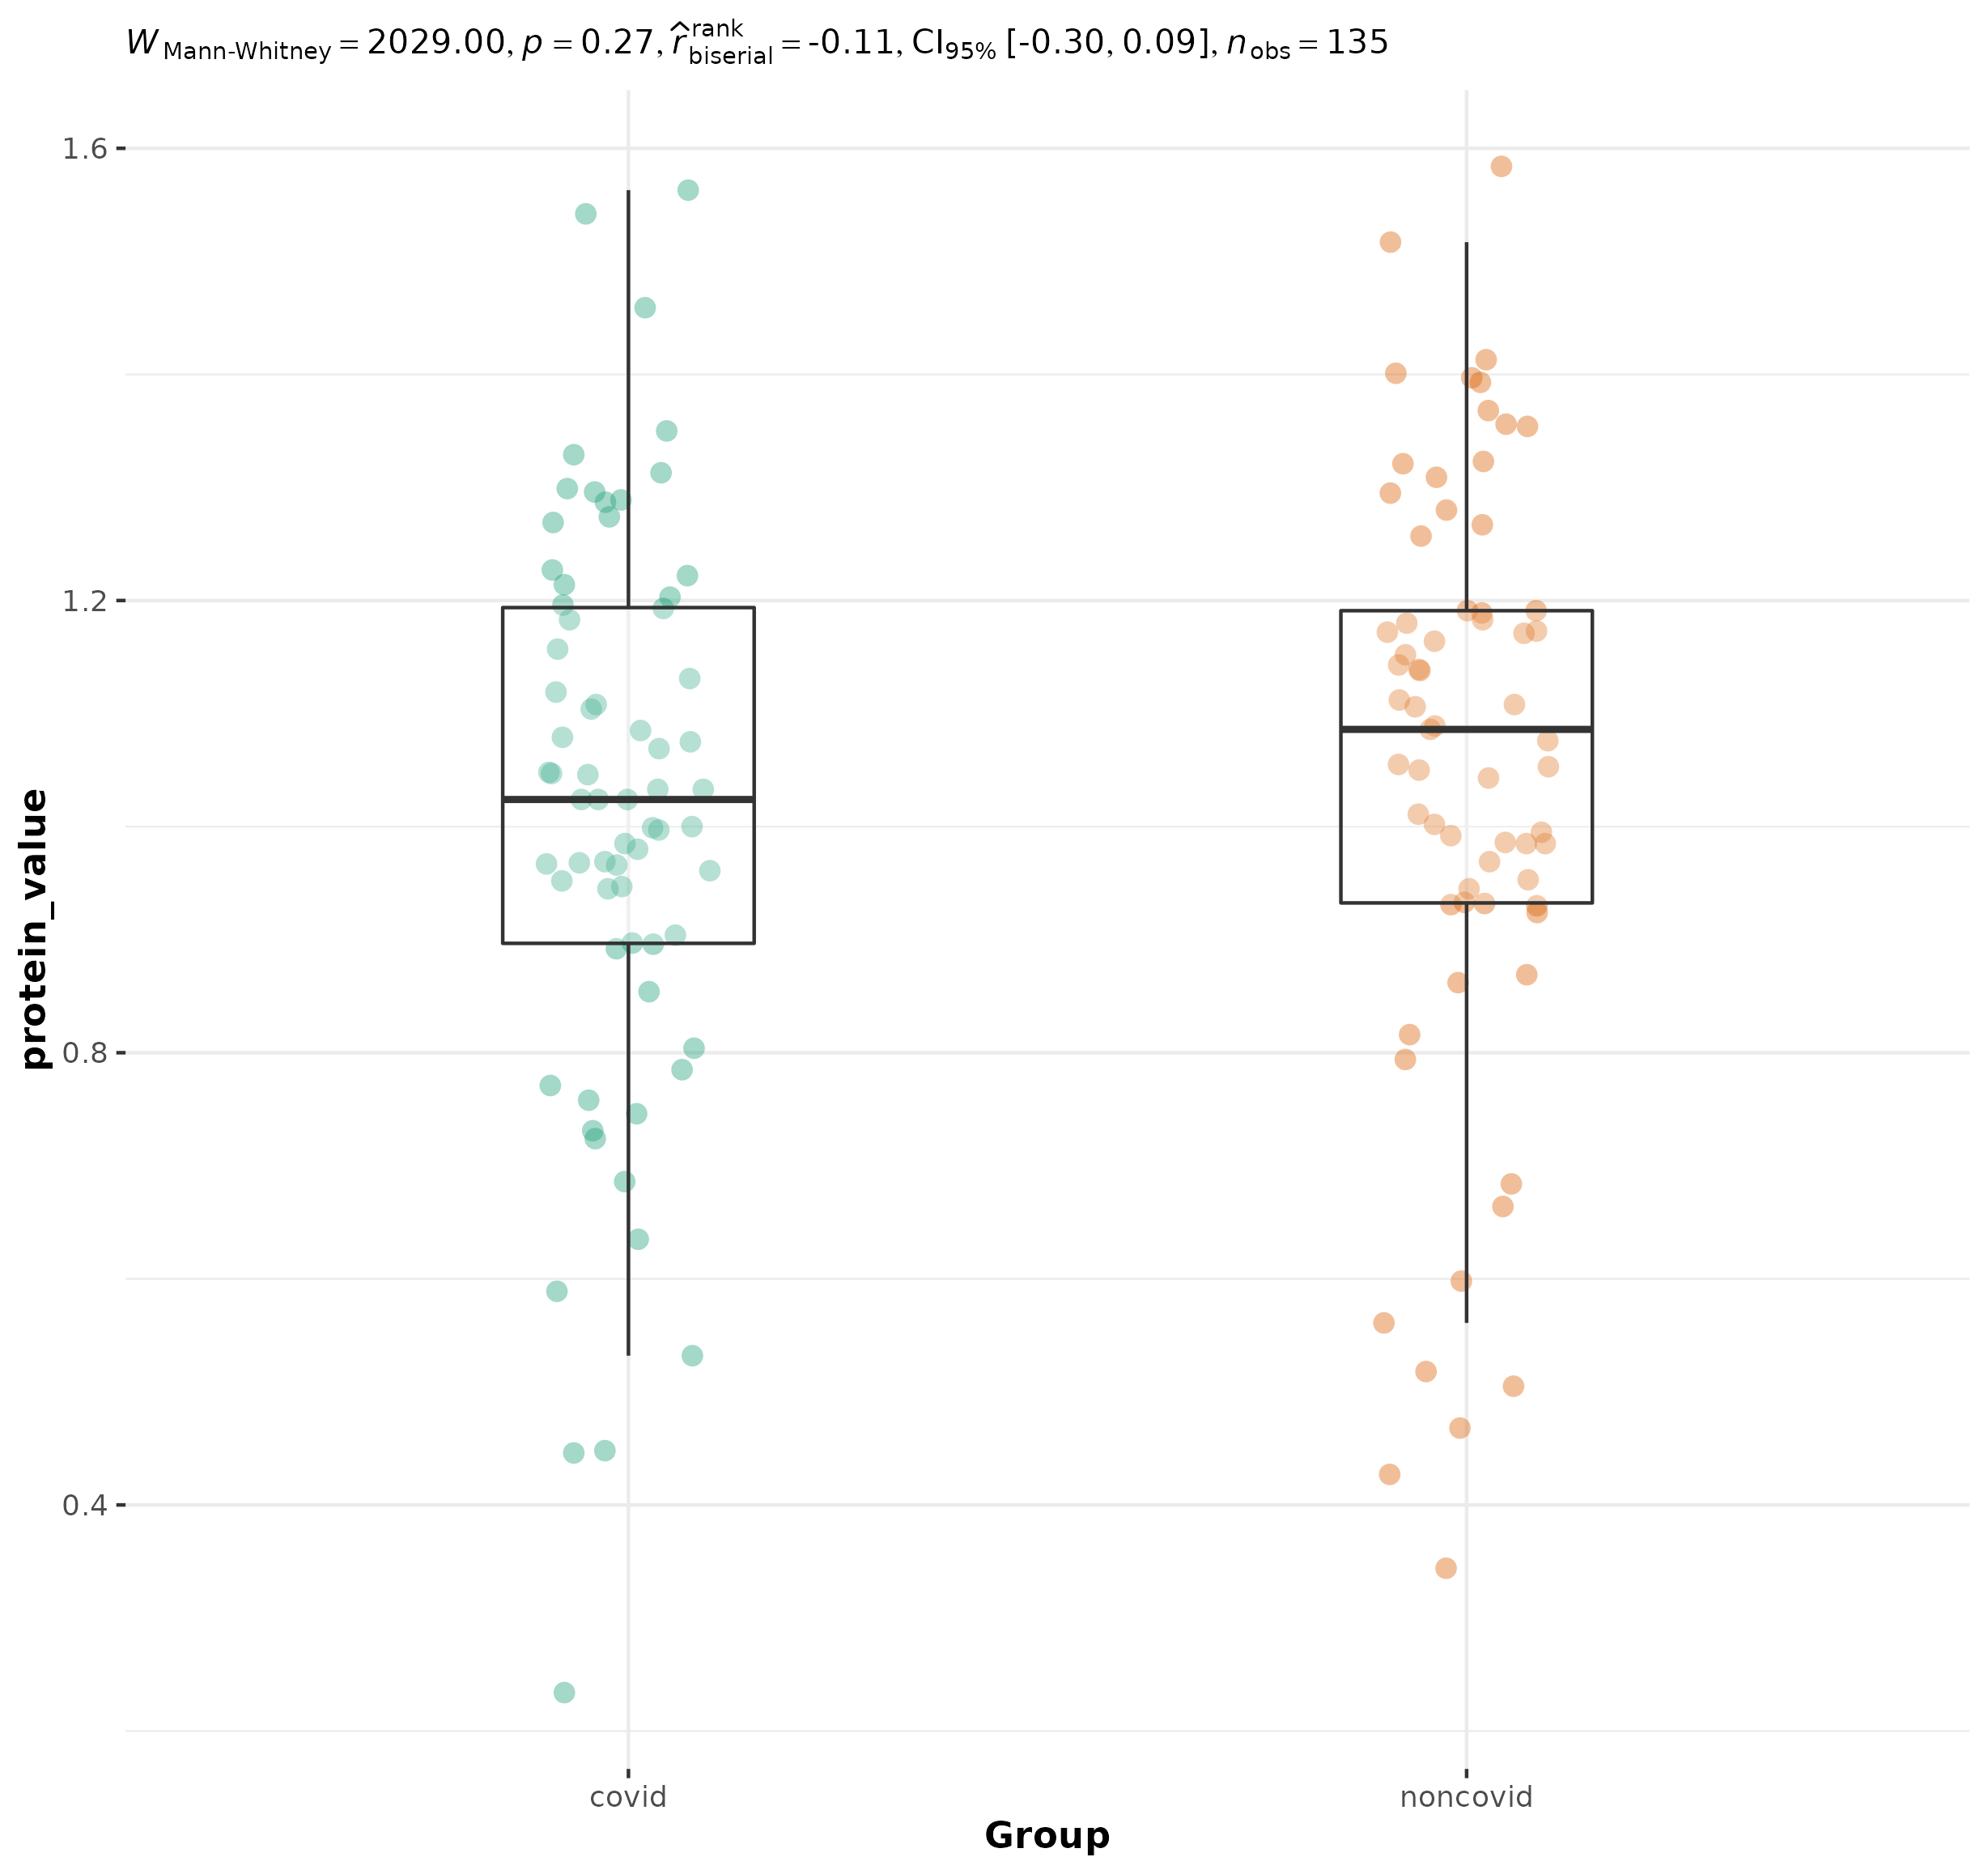 W Mann-Whitney = 2029.00, p = 0.27, r̂ rank biserial = -0.11, CI95% [-0.30, 0.09], nobs = 135
1.6
1.2
0.8
0.4
protein_value
covid noncovid
Group